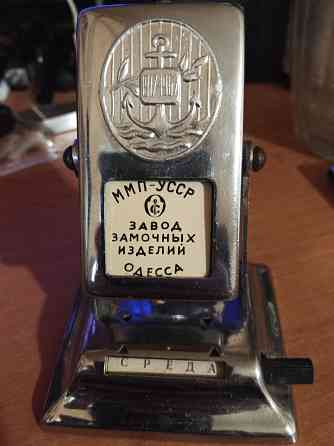 ММП-УССР
ЗАВОД
ЗАМОЧНЫХ
ИЗДЕЛИЙ
ОДЕССА
СРЕДА